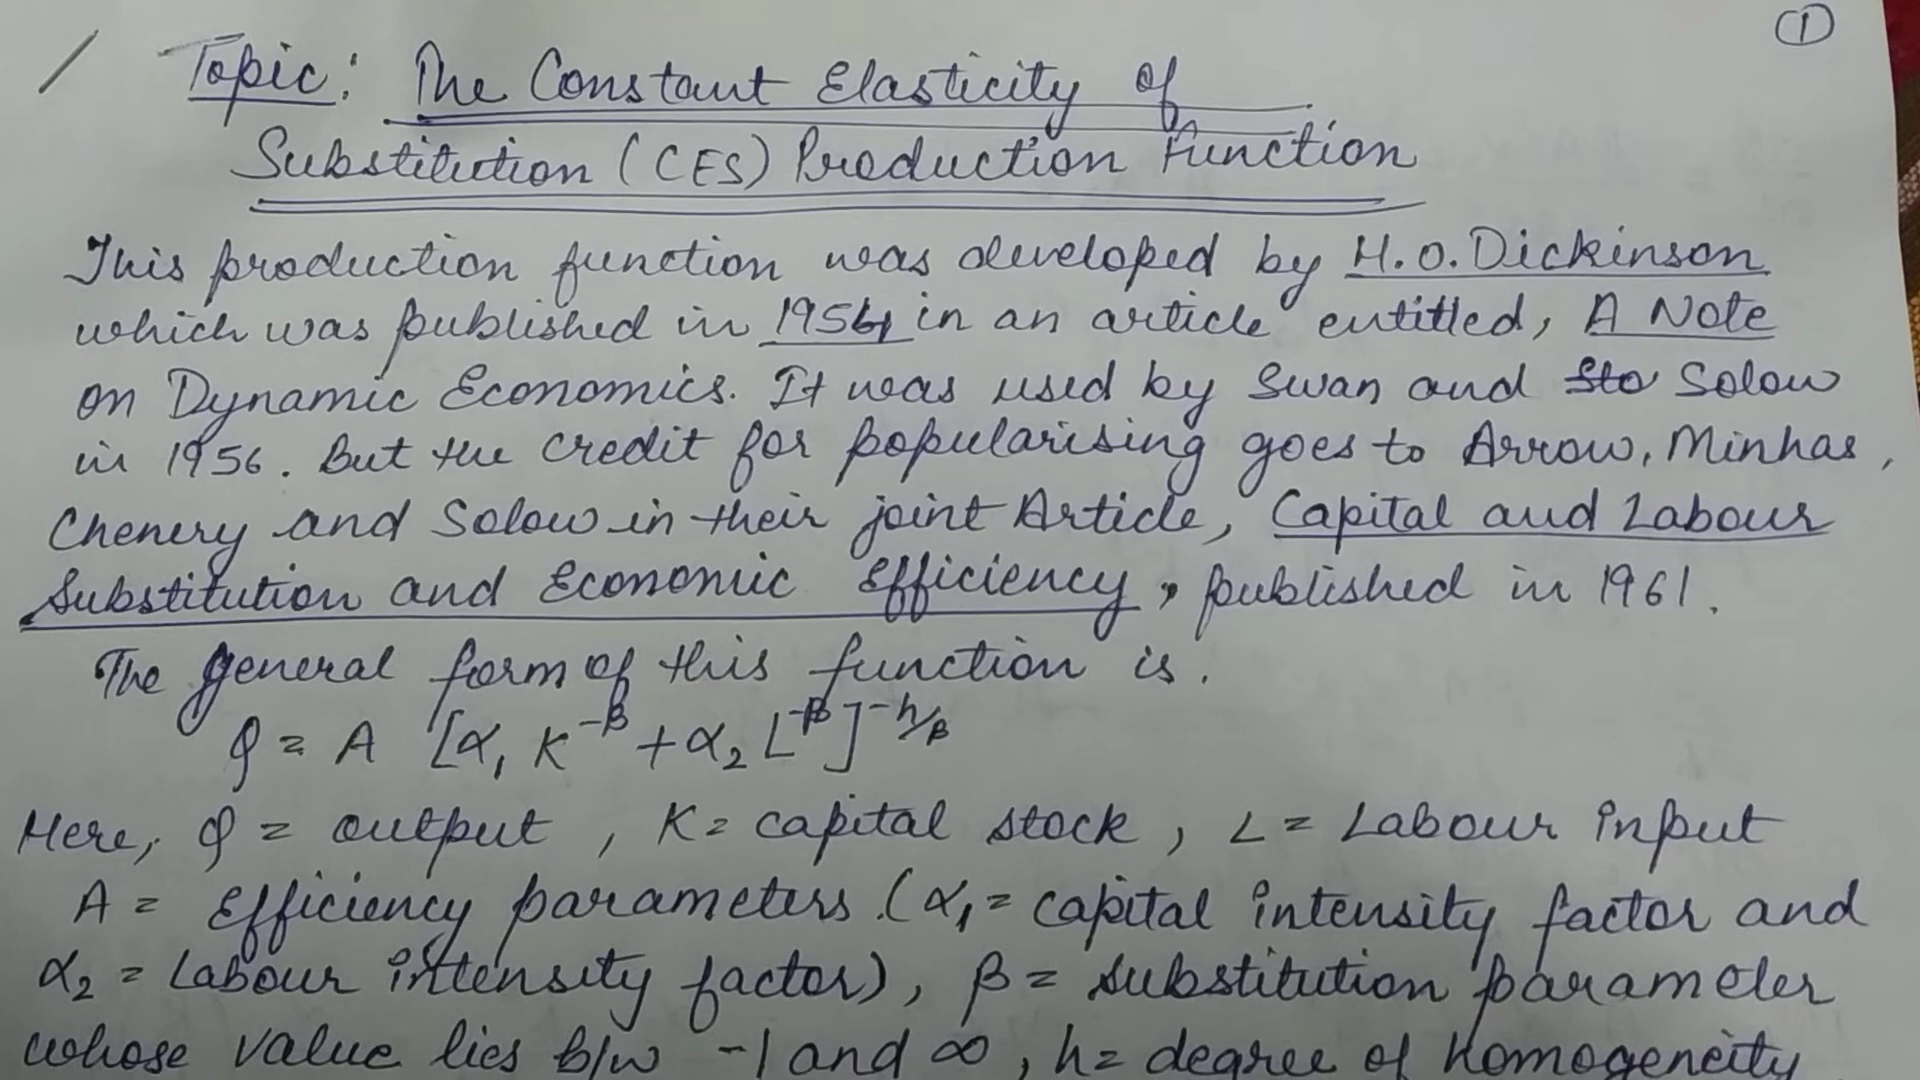 ①
Topic: The Constant Elasticity of
Substitution (CES) Production Function
This production function was developed by H.O. Dickinson
which was published in 1954 in an article entitled, A Note
on Dynamic Economics. It was used by Swan and Sto Solow
in 1956. But the credit for popularising goes to Arrow, Minhas,
Chenery and Solow in their joint Article, Capital and Labour
Substitution and Economic Efficiency, published in 1961.
The general form of this function is.
Q = A [α₁ K^-β + α₂ L^-β]^-h/β
Here, Q = output, K = capital stock, L = Labour input
A = Efficiency parameters. (α₁ = capital intensity factor and
α₂ = Labour intensity factor), β = substitution parameter
whose value lies b/w -1 and ∞, h = degree of homogeneity